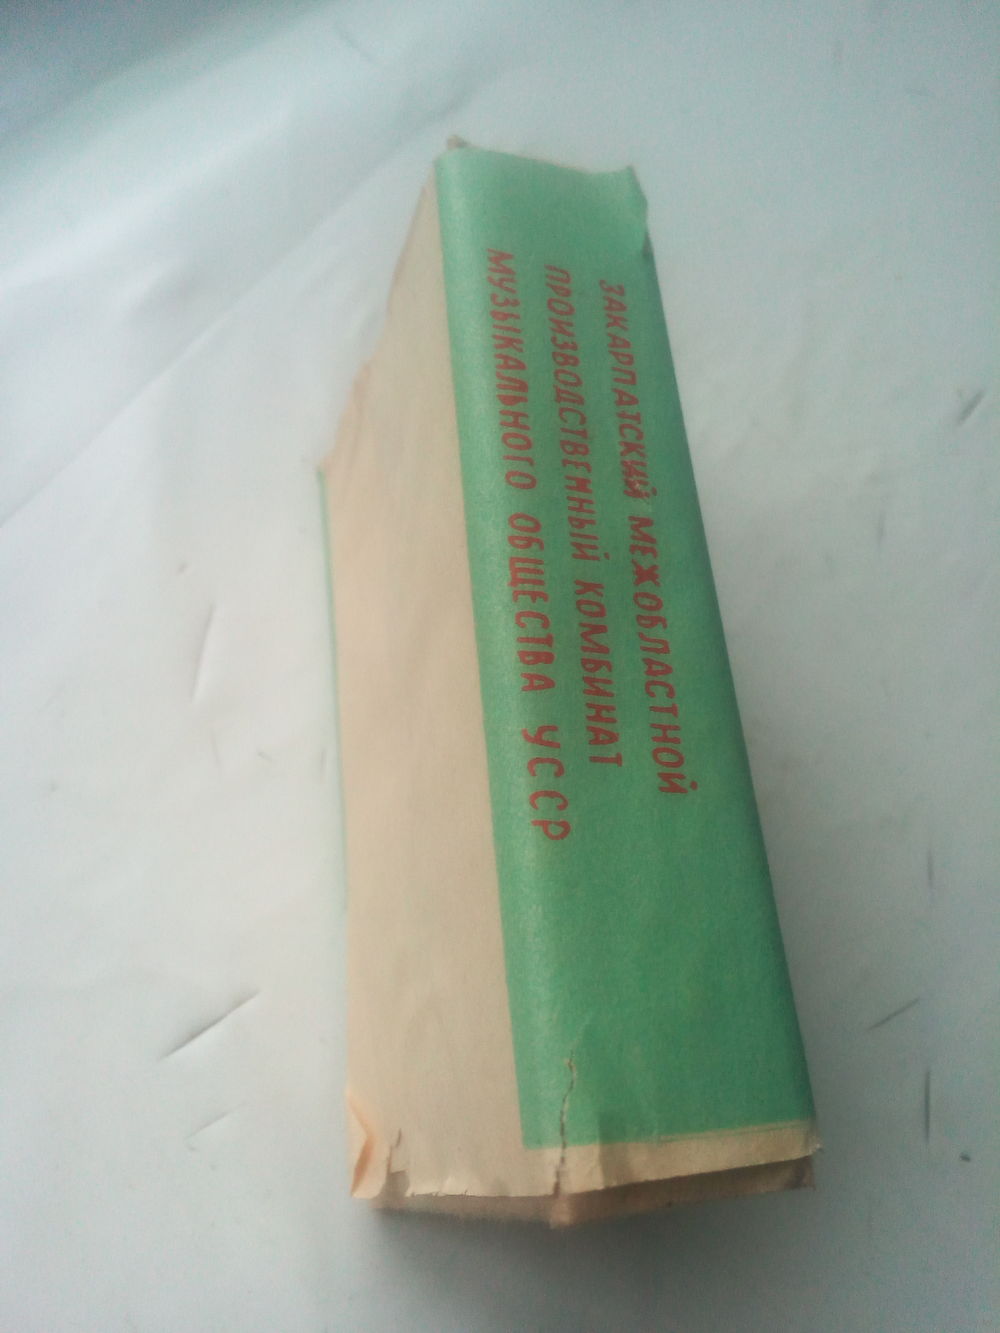 ЗАКАРПАТСКИЙ МЕЖОБЛАСТНОЙ
ПРОИЗВОДСТВЕННЫЙ КОМБИНАТ
МУЗЫКАЛЬНОГО ОБЩЕСТВА УССР